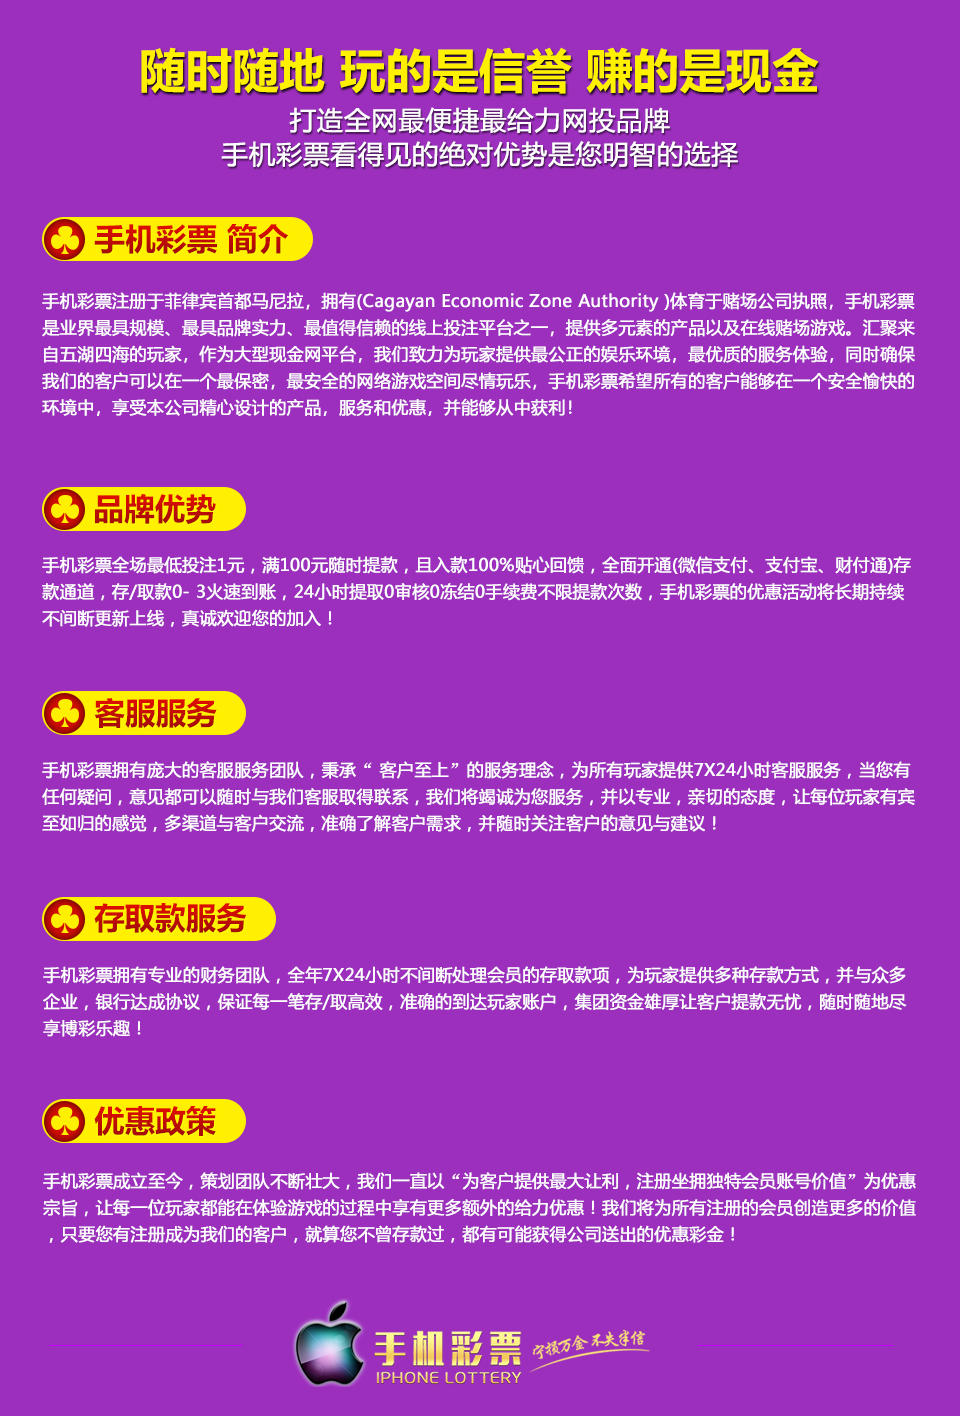 随时随地 玩的是信誉 赚的是现金
打造全网最便捷最给力网投品牌
手机彩票看得见的绝对优势是您明智的选择
手机彩票 简介
手机彩票注册于菲律宾首都马尼拉，拥有(Cagayan Economic Zone Authority )体育于赌场公司执照，手机彩票
是业界最具规模、最具品牌实力、最值得信赖的线上投注平台之一，提供多元素的产品以及在线赌场游戏。汇聚来
自五湖四海的玩家，作为大型现金网平台，我们致力为玩家提供最公正的娱乐环境，最优质的服务体验，同时确保
我们的客户可以在一个最保密，最安全的网络游戏空间尽情玩乐，手机彩票希望所有的客户能够在一个安全愉快的
环境中，享受本公司精心设计的产品，服务和优惠，并能够从中获利！
品牌优势
手机彩票全场最低投注1元，满100元随时提款，且入款100%贴心回馈，全面开通(微信支付、支付宝、财付通)存
款通道，存/取款0- 3火速到账，24小时提取0审核0冻结0手续费不限提款次数，手机彩票的优惠活动将长期持续
不间断更新上线，真诚欢迎您的加入！
客服服务
手机彩票拥有庞大的客服服务团队，秉承“ 客户至上”的服务理念，为所有玩家提供7X24小时客服服务，当您有
任何疑问，意见都可以随时与我们客服取得联系，我们将竭诚为您服务，并以专业，亲切的态度，让每位玩家有宾
至如归的感觉，多渠道与客户交流，准确了解客户需求，并随时关注客户的意见与建议！
存取款服务
手机彩票拥有专业的财务团队，全年7X24小时不间断处理会员的存取款项，为玩家提供多种存款方式，并与众多
企业，银行达成协议，保证每一笔存/取高效，准确的到达玩家账户，集团资金雄厚让客户提款无忧，随时随地尽
享博彩乐趣！
优惠政策
手机彩票成立至今，策划团队不断壮大，我们一直以“为客户提供最大让利，注册坐拥独特会员账号价值”为优惠
宗旨，让每一位玩家都能在体验游戏的过程中享有更多额外的给力优惠！我们将为所有注册的会员创造更多的价值
，只要您有注册成为我们的客户，就算您不曾存款过，都有可能获得公司送出的优惠彩金！
手机彩票 宁损万金 不失字信
IPHONE LOTTERY